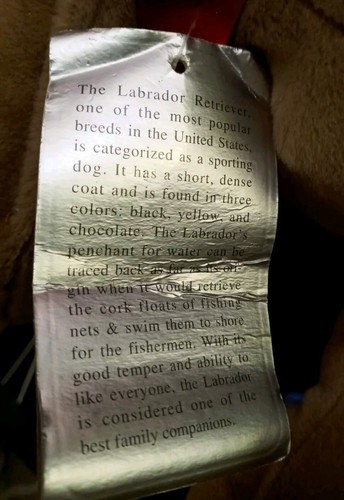 The Labrador Retriever,
one of the most popular
breeds in the United States,
is categorized as a sporting
dog. It has a short, dense
coat and is found in three
colors: black, yellow, and
chocolate. The Labrador's
penchant for water can be
traced back as far as its ori-
gin when it would retrieve
the cork floats of fishing
nets & swim them to shore
for the fishermen. With its
good temper and ability to
like everyone, the Labrador
is considered one of the
best family companions.